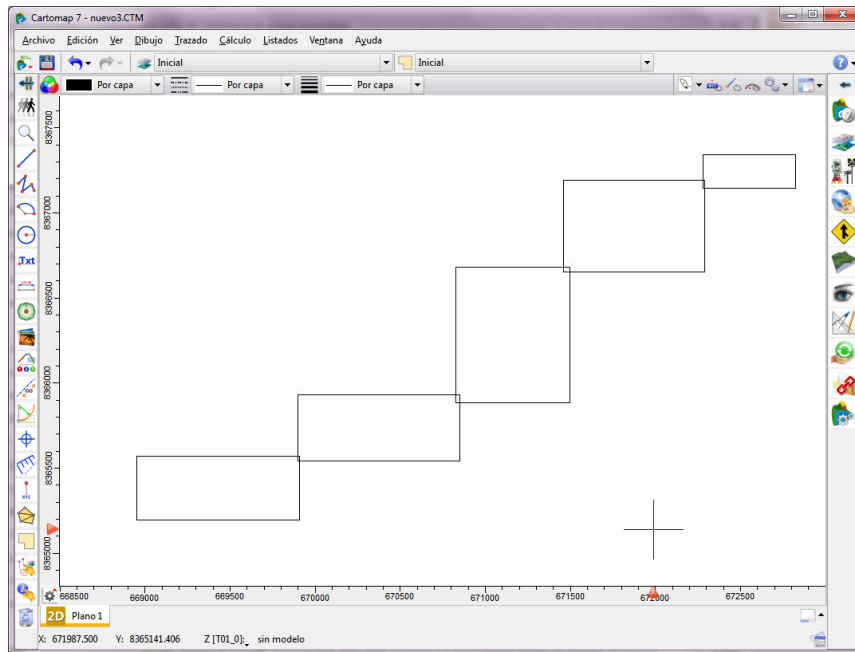 Cartomap 7 - nuevo3.CTM
Archivo Edición Ver Dibujo Trazado Cálculo Listados Ventana Ayuda
Inicial Inicial
Por capa Por capa Por capa
8367500
8367000
8366500
8366000
8365500
8365000
.Txt
XYZ
668500 669000 669500 670000 670500 671000 671500 672000 672500
2D Plano 1
X: 671987.500 Y: 8365141.406 Z [T01_0]: sin modelo